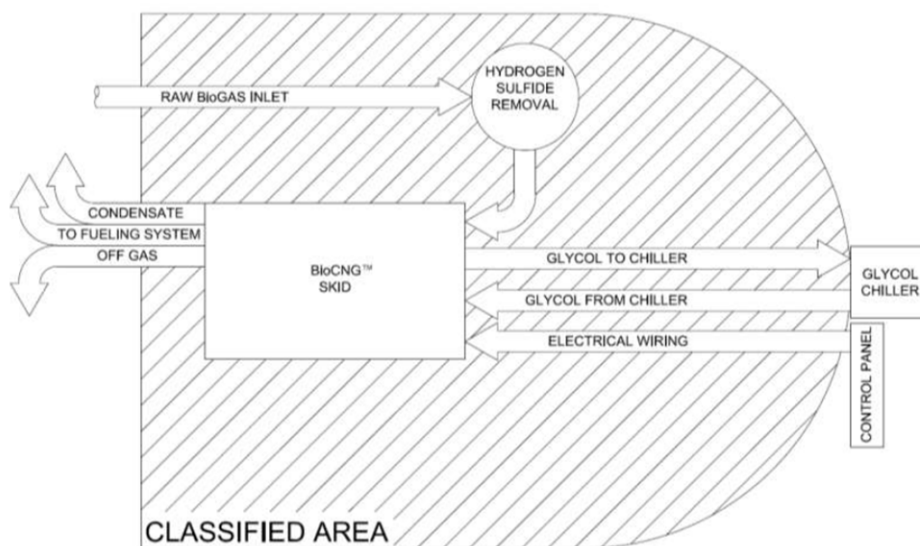 HYDROGEN
SULFIDE
REMOVAL
RAW BIoGAS INLET
CONDENSATE
TO FUELING SYSTEM
OFF GAS
BIoCNG™
SKID
GLYCOL TO CHILLER
GLYCOL FROM CHILLER
ELECTRICAL WIRING
GLYCOL
CHILLER
CONTROL PANEL
CLASSIFIED AREA